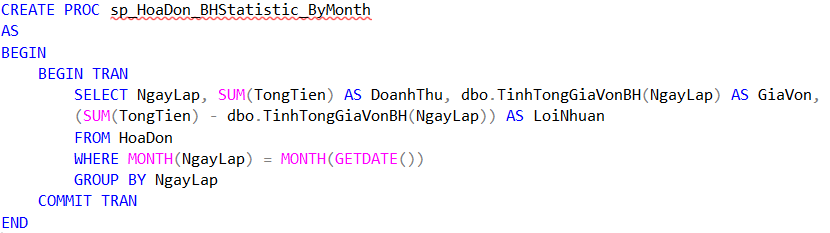 CREATE PROC sp_HoaDon_BHStatistic_ByMonth
AS
BEGIN
    BEGIN TRAN
        SELECT NgayLap, SUM(TongTien) AS DoanhThu, dbo.TinhTongGiaVonBH(NgayLap) AS GiaVon,
        (SUM(TongTien) - dbo.TinhTongGiaVonBH(NgayLap)) AS LoiNhuan
        FROM HoaDon
        WHERE MONTH(NgayLap) = MONTH(GETDATE())
        GROUP BY NgayLap
    COMMIT TRAN
END